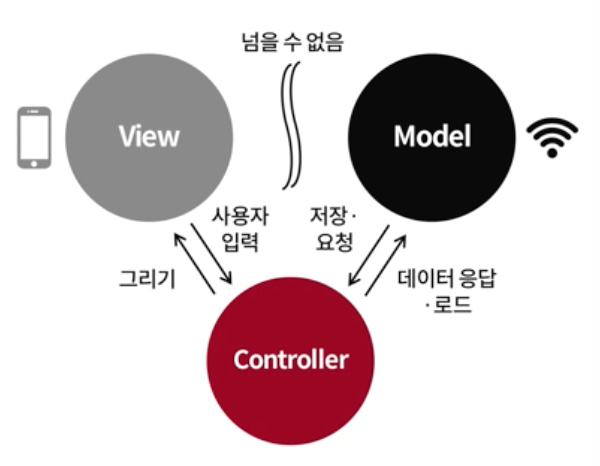 넘을 수 없음
View
Model
사용자
입력
저장·
요청
그리기
데이터 응답
·로드
Controller